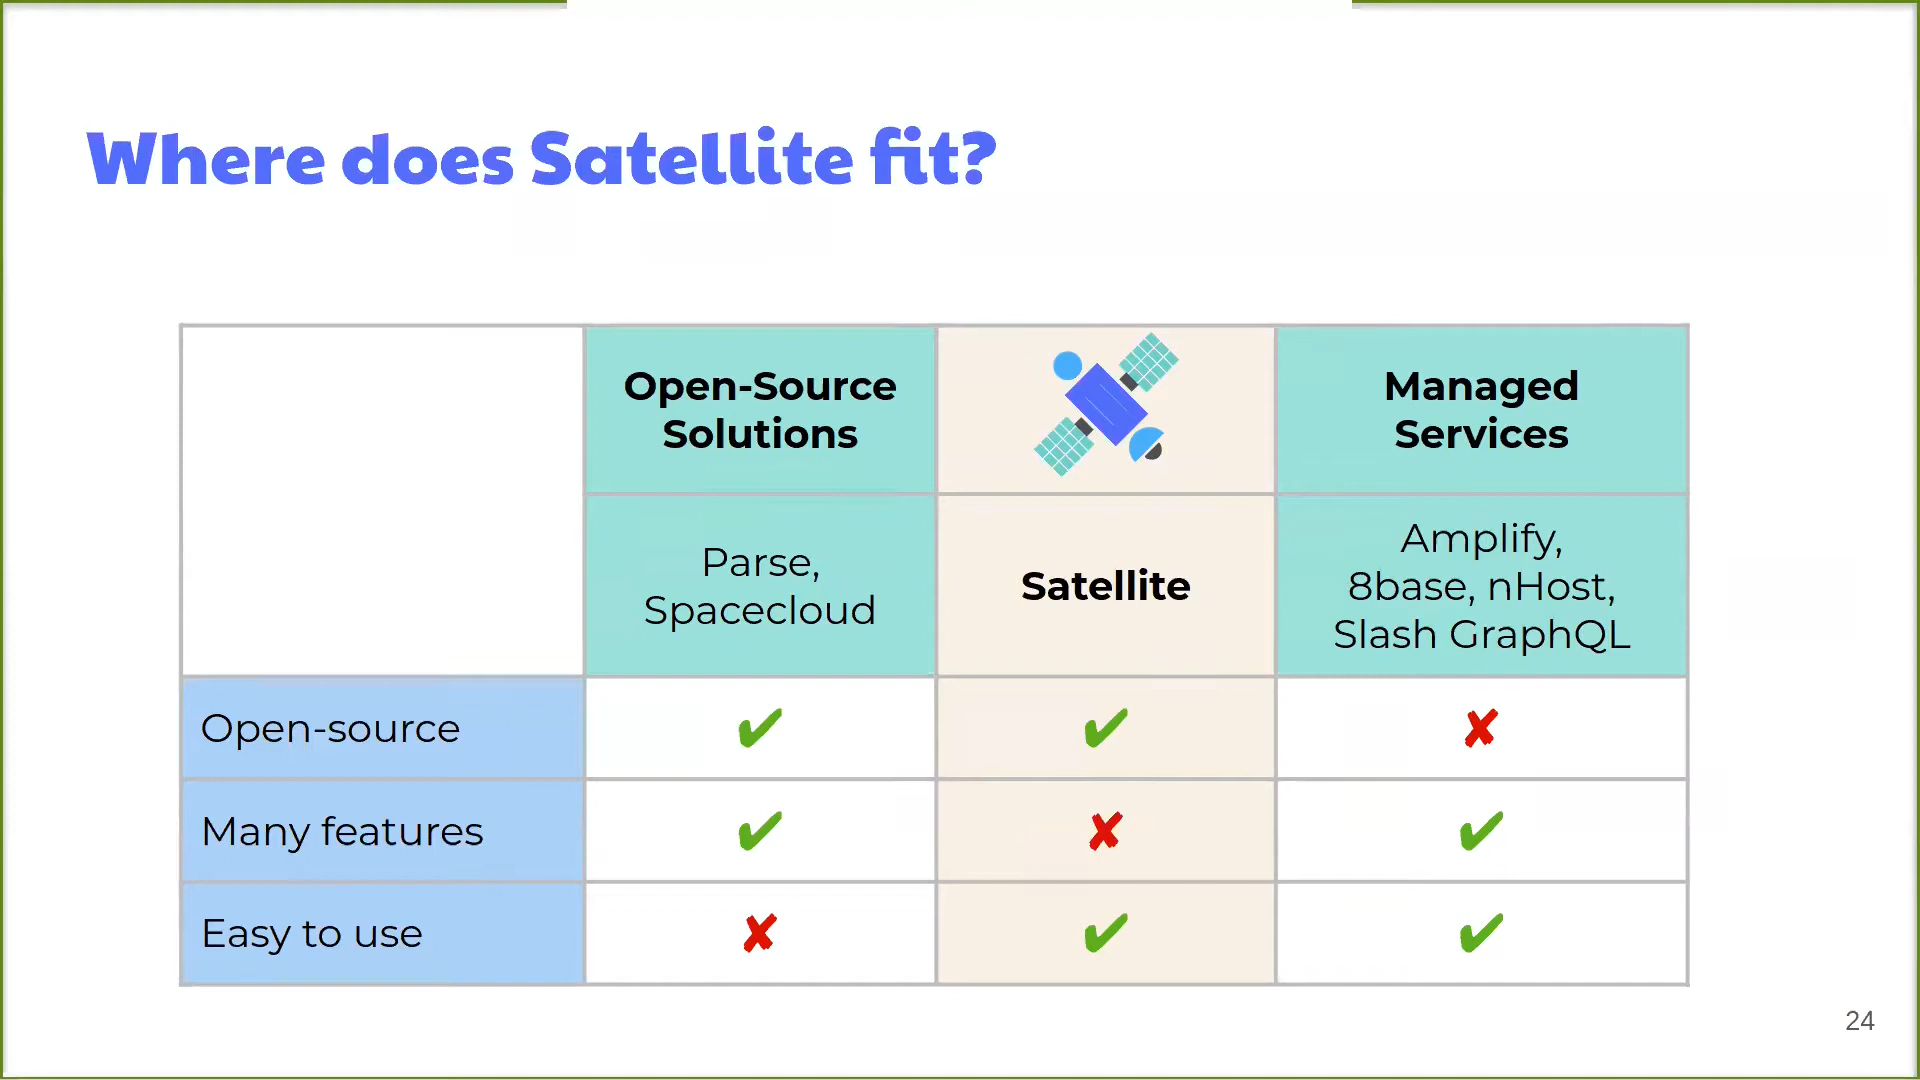 Where does Satellite fit?
Open-Source
Solutions
Managed
Services
Parse,
Spacecloud
Satellite
Amplify,
8base, nHost,
Slash GraphQL
Open-source ✔ ✔ ✘
Many features ✔ ✘ ✔
Easy to use ✘ ✔ ✔
24